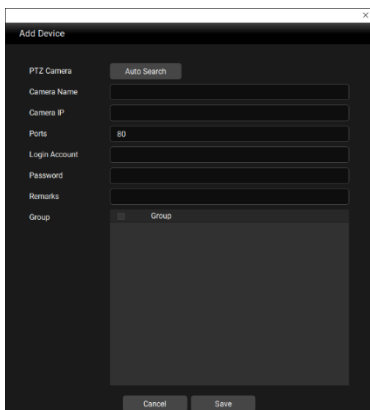 Add Device
PTZ Camera Auto Search
Camera Name
Camera IP
Ports 80
Login Account
Password
Remarks
Group Group
Cancel Save